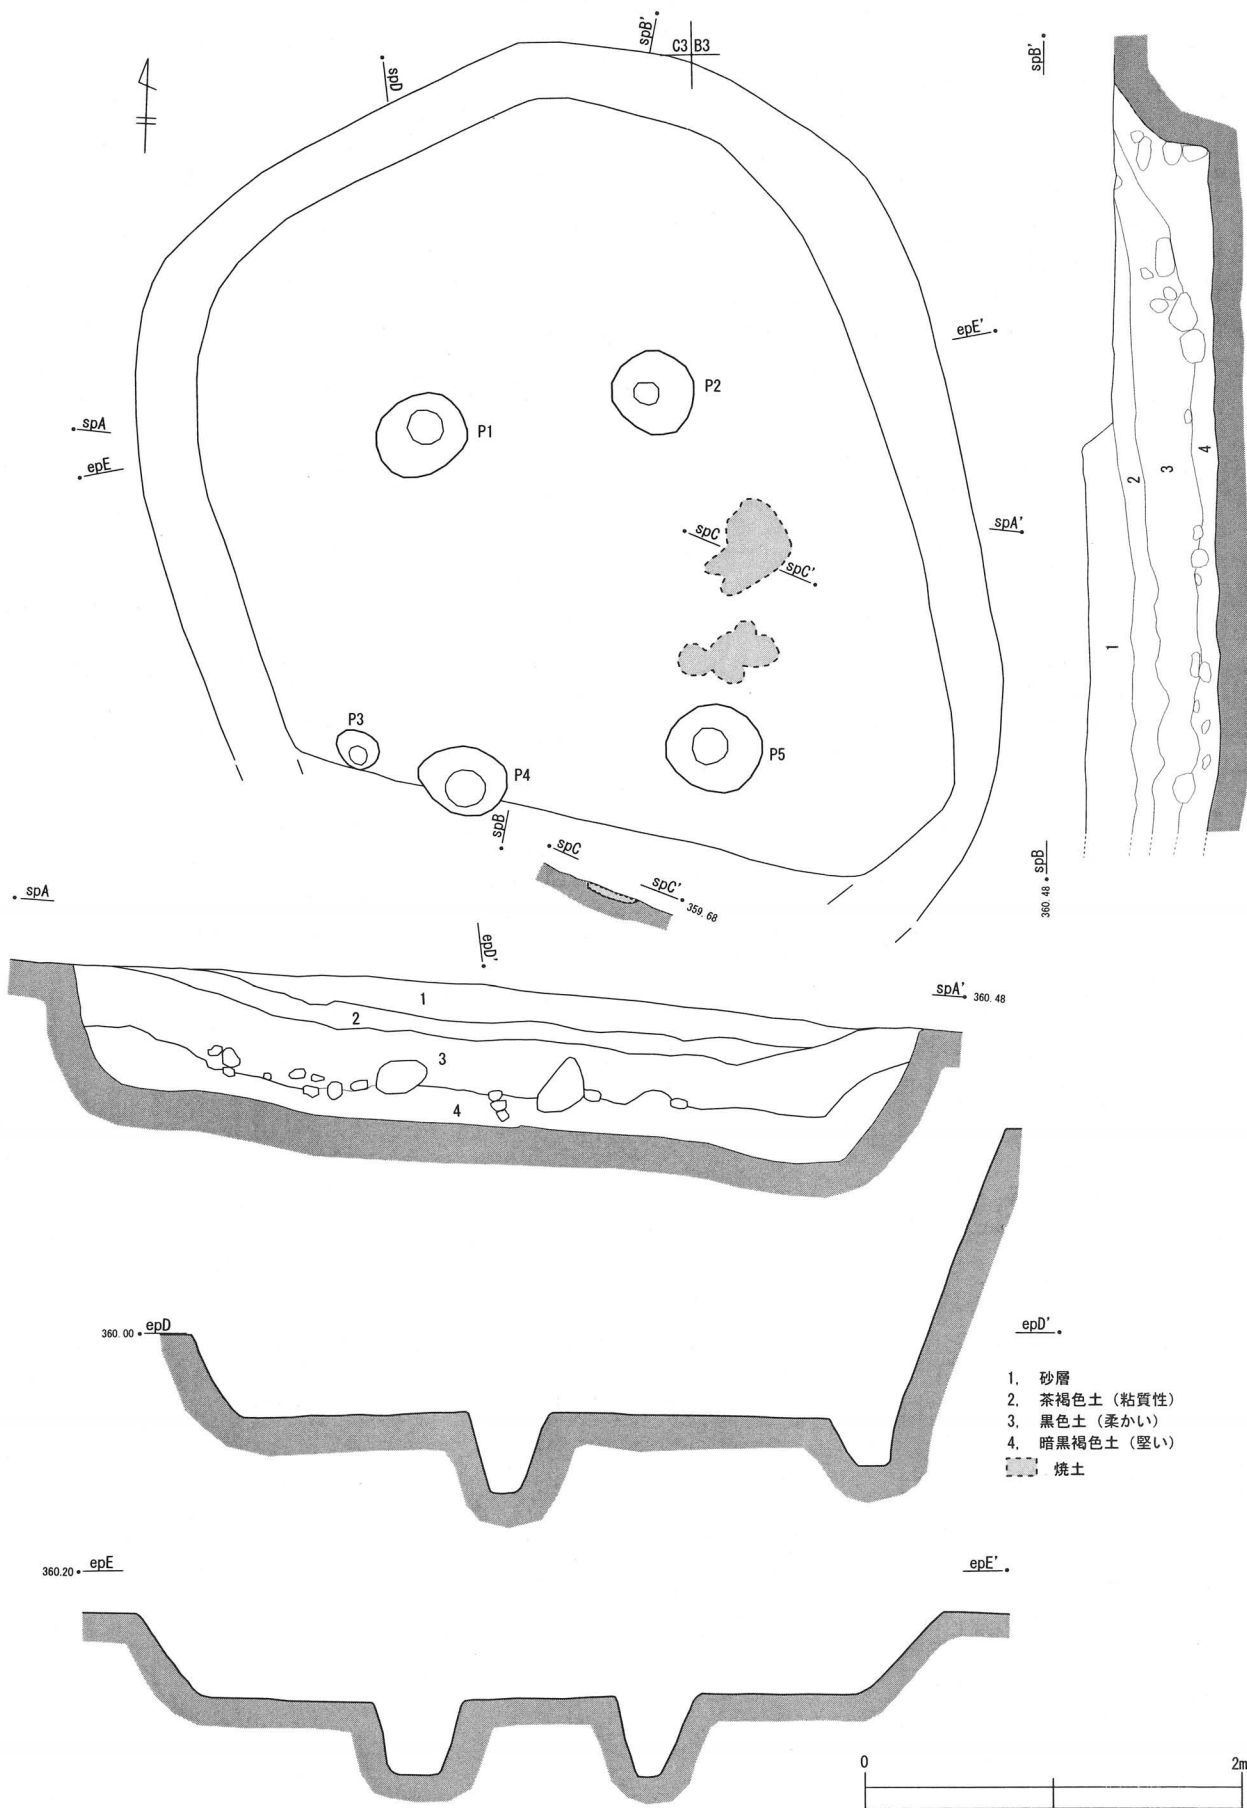 spB'
C3 B3
spD
spB'
epE'
P2
spA
P1
epE
spA'
spC
spC'
P3
P4
P5
spB
spC
spC'
359.68
1
2
3
4
spB
360.48
spA
epD'
spA'
360.48
1
2
3
4
360.00 epD
epD'
1, 砂層
2, 茶褐色土（粘質性）
3, 黒色土（柔かい）
4, 暗黒褐色土（堅い）
焼土
360.20 epE
epE'
0 2m